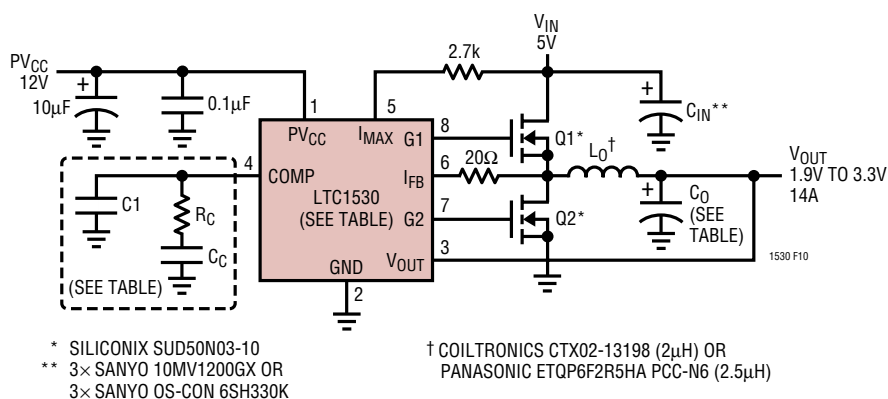 V_IN
5V
PV_CC
12V
10µF
+
0.1µF
2.7k
+
C_IN**
1
5
PV_CC
I_MAX
G1
8
Q1*
L_O†
4
COMP
I_FB
6
20Ω
LTC1530
(SEE TABLE)
G2
7
Q2*
V_OUT
3
GND
2
C1
R_C
C_C
(SEE TABLE)
+
C_O
(SEE
TABLE)
V_OUT
1.9V TO 3.3V
14A
1530 F10
* SILICONIX SUD50N03-10
** 3× SANYO 10MV1200GX OR
3× SANYO OS-CON 6SH330K
† COILTRONICS CTX02-13198 (2µH) OR
PANASONIC ETQP6F2R5HA PCC-N6 (2.5µH)